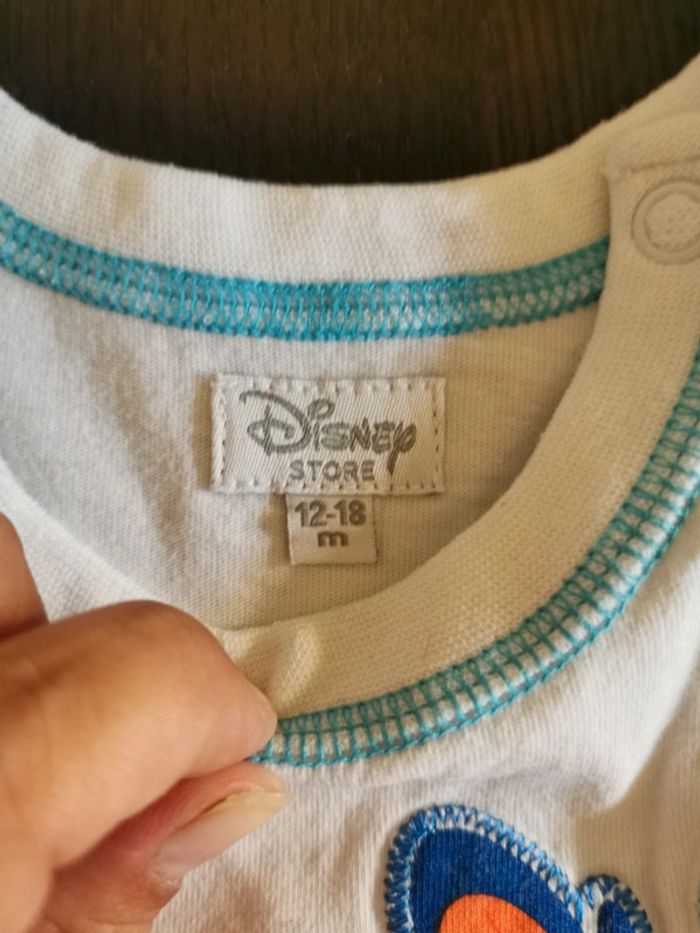 Disney
STORE
12-18
m